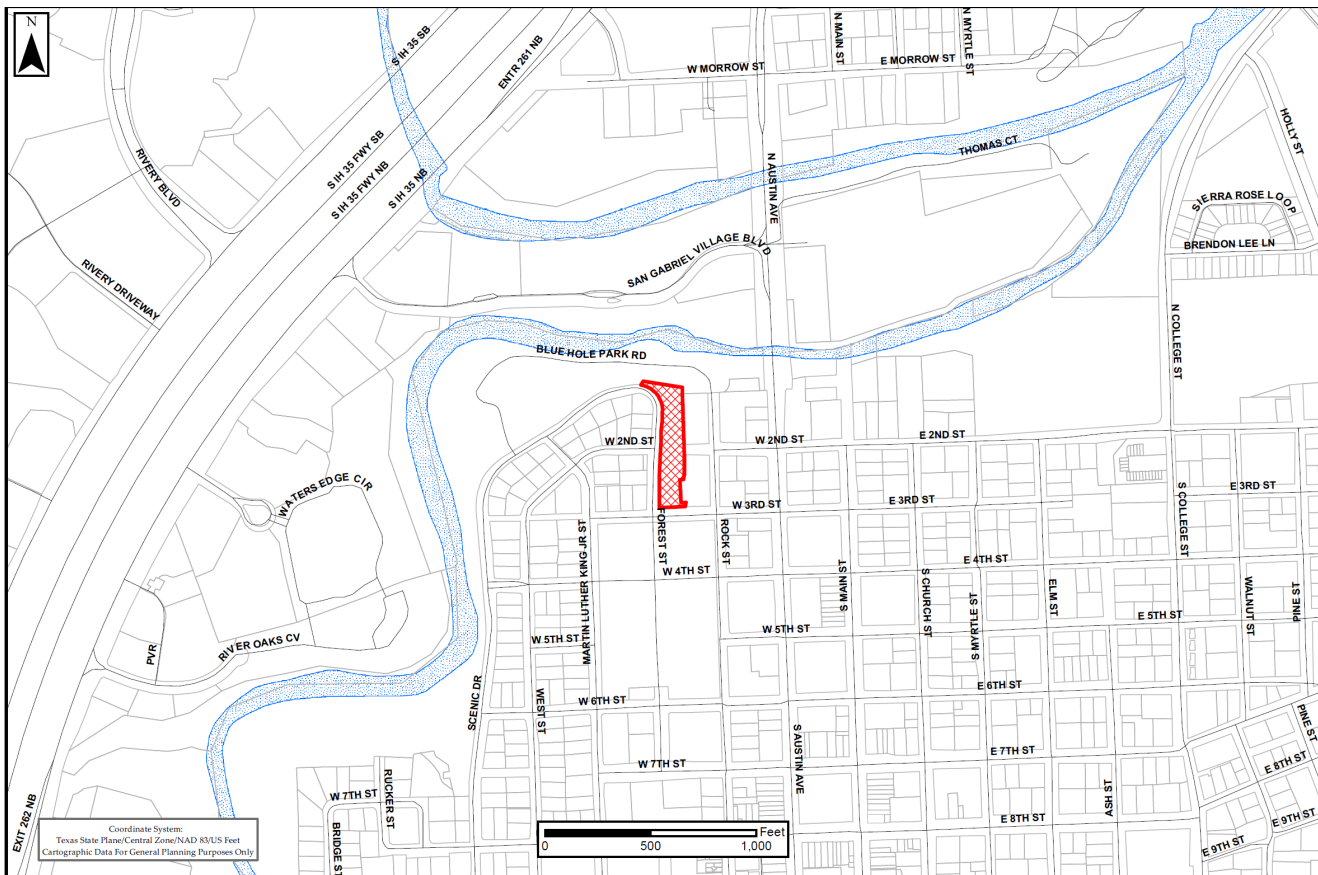 N
S IH 35 SB
ENTR 261 NB
N MAIN ST
N MYRTLE ST
W MORROW ST
E MORROW ST
HOLLY ST
THOMAS CT
RIVERY BLVD
S IH 35 FWY SB
S IH 35 FWY NB
S IH 35 NB
N AUSTIN AVE
SIERRA ROSE LOOP
BRENDON LEE LN
SAN GABRIEL VILLAGE BLVD
RIVERY DRIVEWAY
N COLLEGE ST
BLUE HOLE PARK RD
W 2ND ST
W 2ND ST
E 2ND ST
WATERS EDGE CIR
W 3RD ST
E 3RD ST
E 3RD ST
S COLLEGE ST
FOREST ST
ROCK ST
MARTIN LUTHER KING JR ST
W 4TH ST
E 4TH ST
S MAIN ST
S CHURCH ST
S MYRTLE ST
ELM ST
WALNUT ST
PINE ST
W 5TH ST
W 5TH ST
E 5TH ST
PVR
RIVER OAKS CV
SCENIC DR
WEST ST
W 6TH ST
E 6TH ST
PINE ST
S AUSTIN AVE
W 7TH ST
E 7TH ST
E 8TH ST
RUCKER ST
W 7TH ST
ASH ST
E 8TH ST
E 9TH ST
E 9TH ST
EXIT 262 NB
BRIDGE ST
Coordinate System:
Texas State Plane/Central Zone/NAD 83/US Feet
Cartographic Data For General Planning Purposes Only
Feet
0 500 1,000